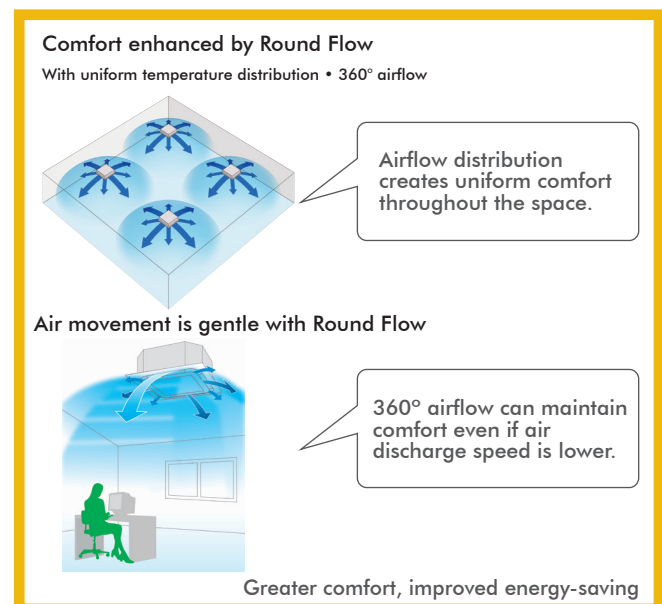 Comfort enhanced by Round Flow
With uniform temperature distribution • 360° airflow
Airflow distribution
creates uniform comfort
throughout the space.
Air movement is gentle with Round Flow
360° airflow can maintain
comfort even if air
discharge speed is lower.
Greater comfort, improved energy-saving